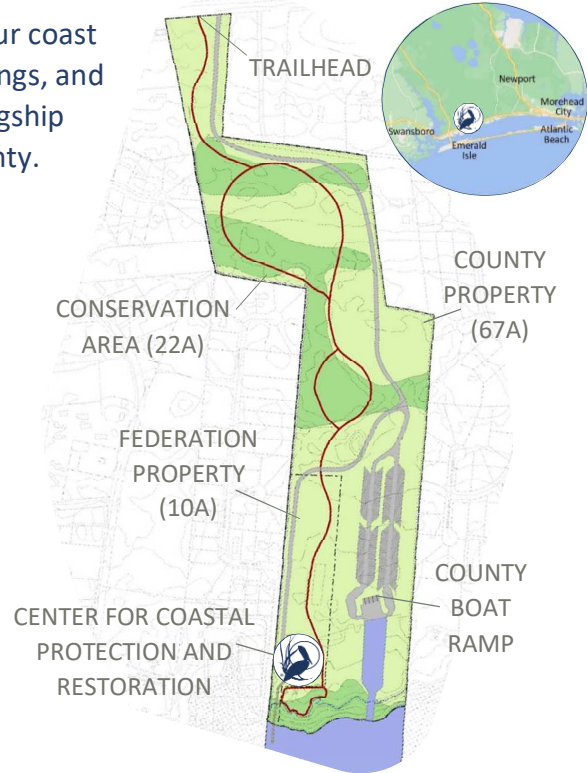 ur coast
ngs, and
gship
nty.
TRAILHEAD
Newport
Morehead
City
Swansboro
Atlantic
Beach
Emerald
Isle
COUNTY
PROPERTY
(67A)
CONSERVATION
AREA (22A)
FEDERATION
PROPERTY
(10A)
COUNTY
BOAT
RAMP
CENTER FOR COASTAL
PROTECTION AND
RESTORATION